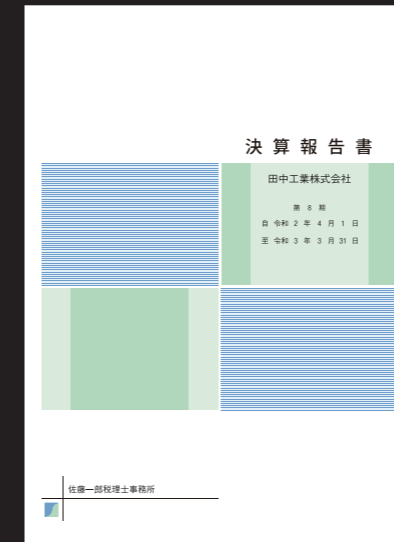 決算報告書
田中工業株式会社
第 8 期
自 令和 2 年 4 月 1 日
至 令和 3 年 3 月 31 日
佐藤一郎税理士事務所